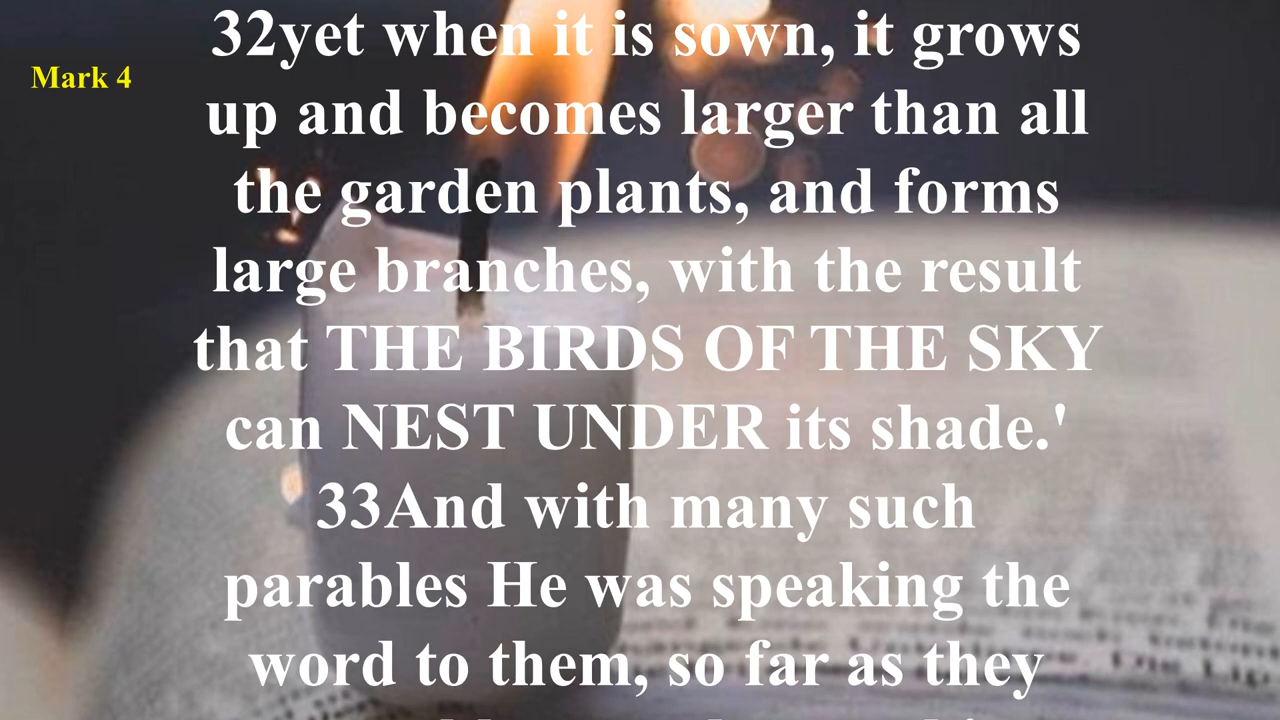 32yet when it is sown, it grows
Mark 4
up and becomes larger than all
the garden plants, and forms
large branches, with the result
that THE BIRDS OF THE SKY
can NEST UNDER its shade.'
33And with many such
parables He was speaking the
word to them, so far as they